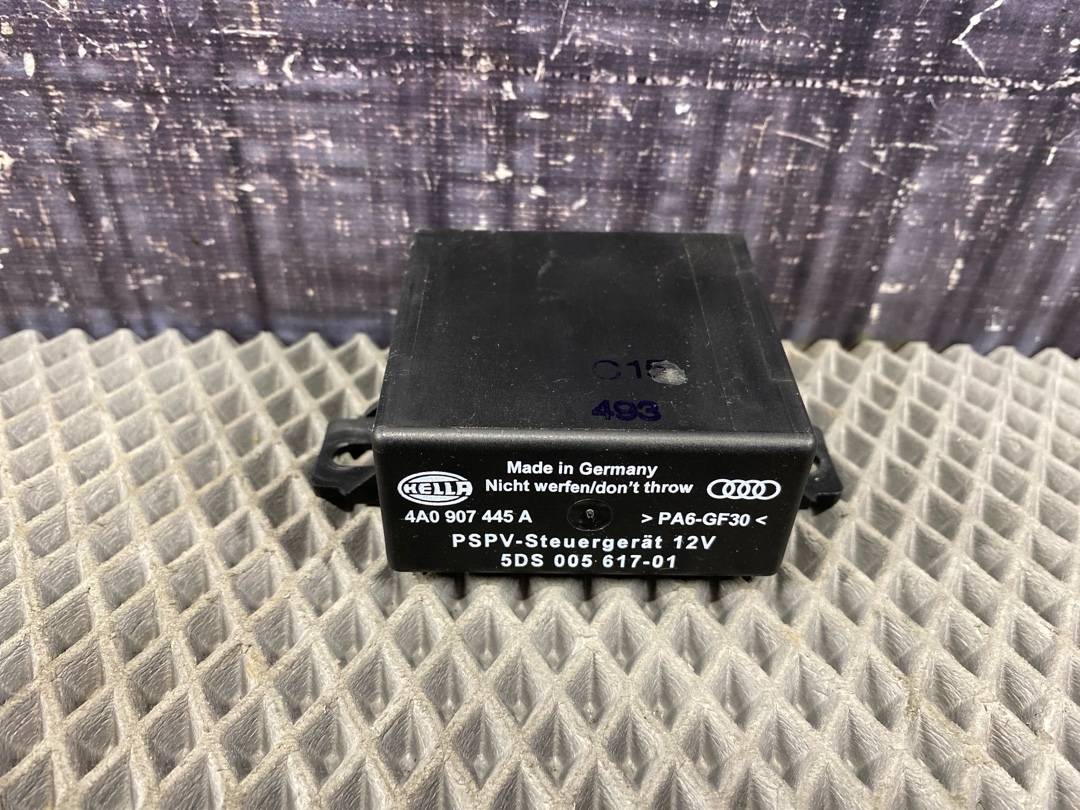 C15
493
Made in Germany
HELLA Nicht werfen/don't throw
4A0 907 445 A > PA6-GF30 <
PSPV-Steuergerät 12V
5DS 005 617-01